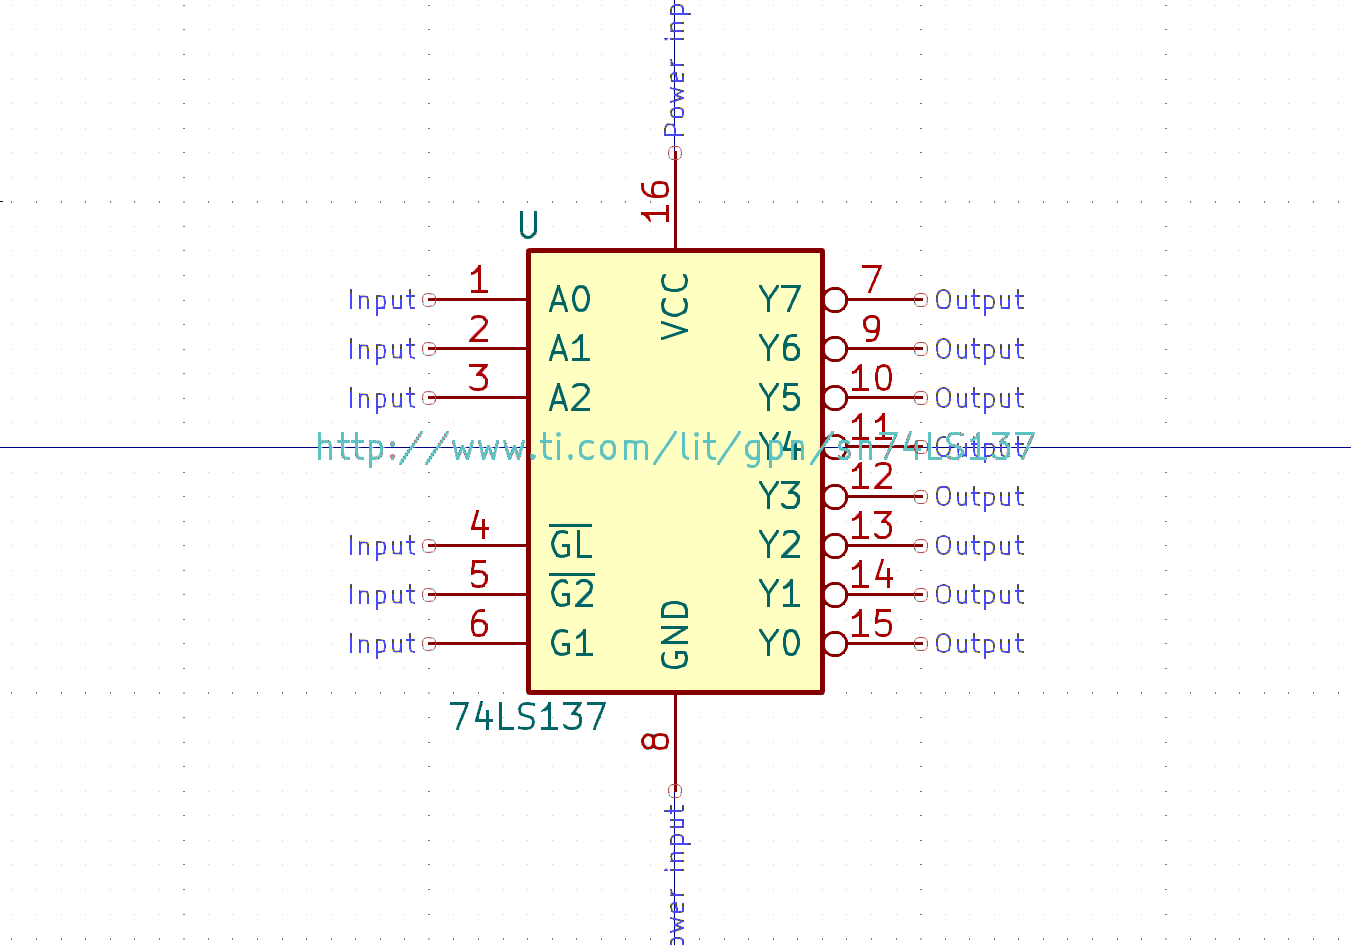 Power inp
16
U
1 7
Input A0 VCC Y7 Output
2 9
Input A1 Y6 Output
3 10
Input A2 Y5 Output
11
http://www.ti.com/lit/gpn/sn74LS137
Y4 Output
12
Y3 Output
4 13
Input GL Y2 Output
5 14
Input G2 Y1 Output
6 15
Input G1 GND Y0 Output
74LS137
8
ower input